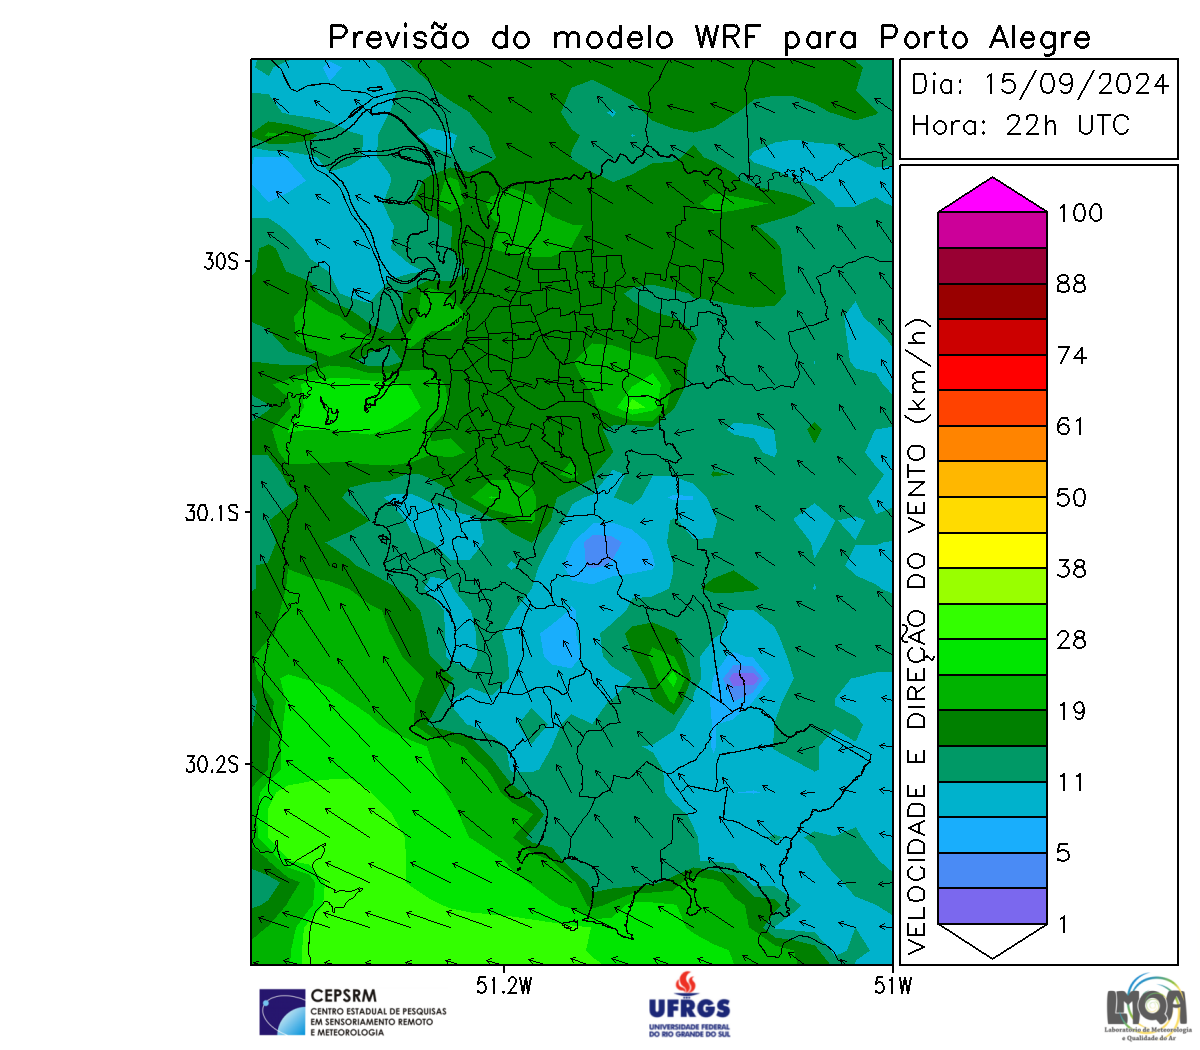 Previsão do modelo WRF para Porto Alegre
Dia: 15/09/2024
Hora: 22h UTC
100
88
74
61
50
38
28
19
11
5
1
VELOCIDADE E DIREÇÃO DO VENTO (km/h)
30S
30.1S
30.2S
51.2W
51W
CEPSRM
CENTRO ESTADUAL DE PESQUISAS
EM SENSORIAMENTO REMOTO
E METEOROLOGIA
UFRGS
UNIVERSIDADE FEDERAL
DO RIO GRANDE DO SUL
LMQA
Laboratório de Meteorologia
e Qualidade do Ar